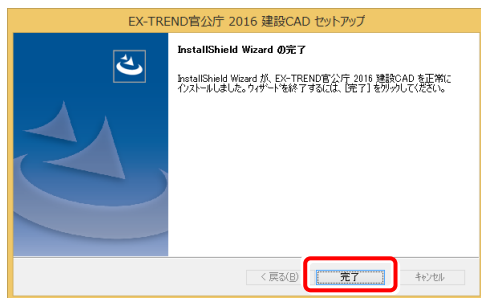 EX-TREND官公庁 2016 建設CAD セットアップ
InstallShield Wizard の完了
InstallShield Wizard が、EX-TREND官公庁 2016 建設CAD を正常に
インストールしました。ウィザードを終了するには、[完了] をクリックしてください。
< 戻る(B) 完了 キャンセル